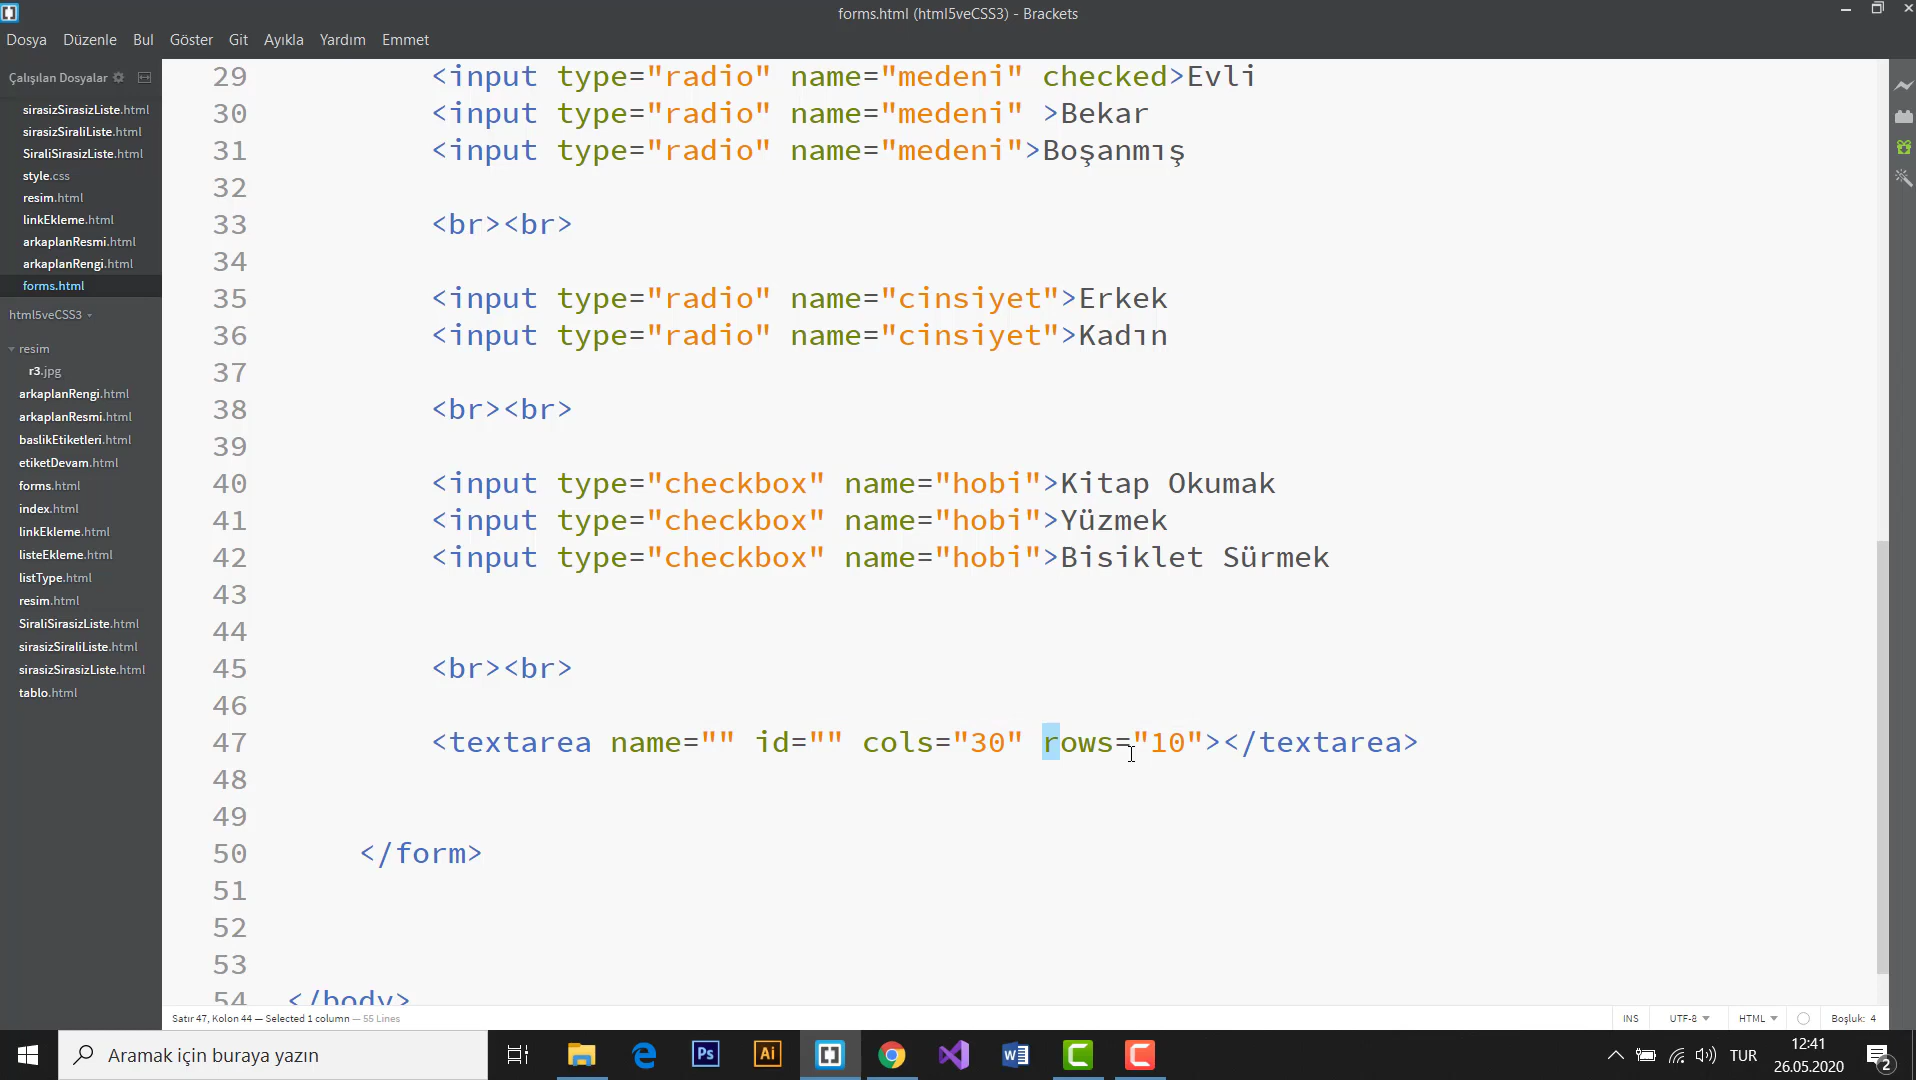 forms.html (html5veCSS3) - Brackets
Dosya Düzenle Bul Göster Git Ayıkla Yardım Emmet
Çalışılan Dosyalar
sirasizSirasizListe.html
sirasizSiraliListe.html
SiraliSirasizListe.html
style.css
resim.html
linkEkleme.html
arkaplanResmi.html
arkaplanRengi.html
forms.html
html5veCSS3
resim
r3.jpg
arkaplanRengi.html
arkaplanResmi.html
baslikEtiketleri.html
etiketDevam.html
forms.html
index.html
linkEkleme.html
listeEkleme.html
listType.html
resim.html
SiraliSirasizListe.html
sirasizSiraliListe.html
sirasizSirasizListe.html
tablo.html
29 <input type="radio" name="medeni" checked>Evli
30 <input type="radio" name="medeni" >Bekar
31 <input type="radio" name="medeni">Boşanmış
32
33 <br><br>
34
35 <input type="radio" name="cinsiyet">Erkek
36 <input type="radio" name="cinsiyet">Kadın
37
38 <br><br>
39
40 <input type="checkbox" name="hobi">Kitap Okumak
41 <input type="checkbox" name="hobi">Yüzmek
42 <input type="checkbox" name="hobi">Bisiklet Sürmek
43
44
45 <br><br>
46
47 <textarea name="" id="" cols="30" rows="10"></textarea>
48
49
50 </form>
51
52
53
54 </body>
Satır 47, Kolon 44 — Selected 1 column — 55 Lines
INS UTF-8 HTML Boşluk: 4
Aramak için buraya yazın
Ps
Ai
TUR
12:41
26.05.2020
2